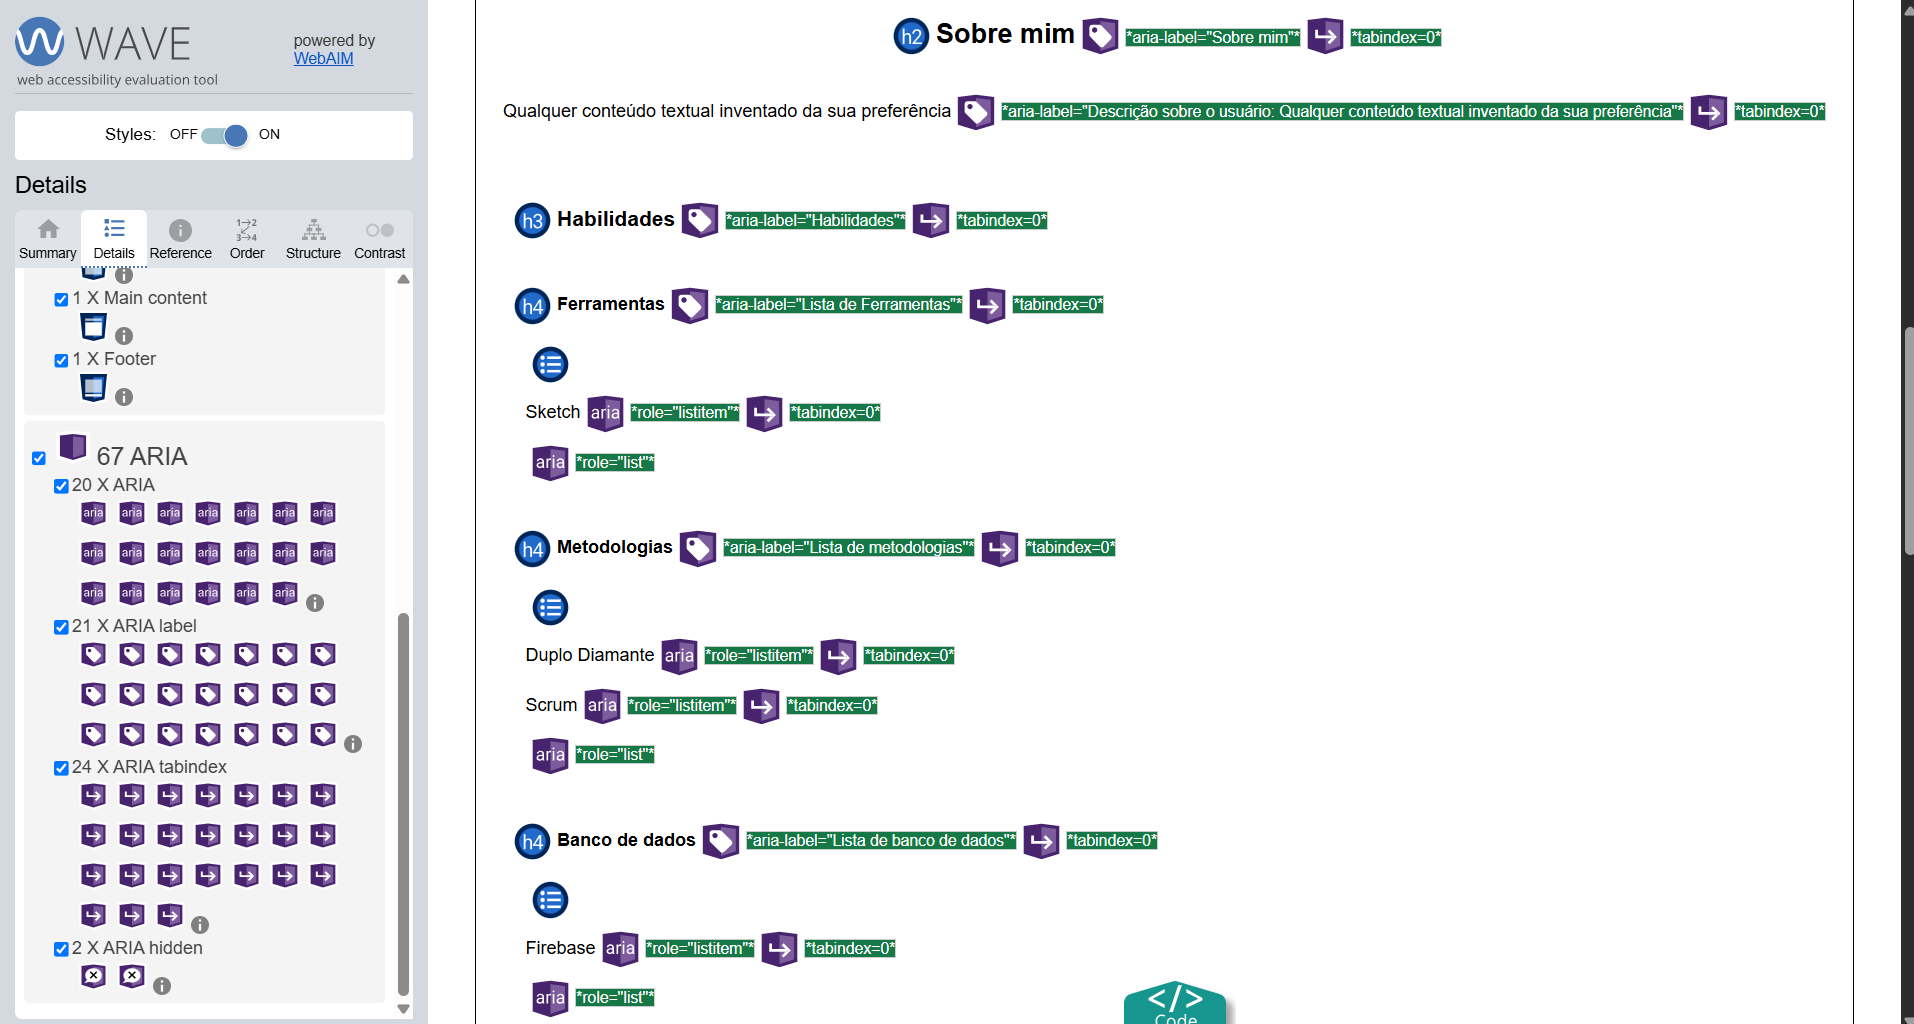 WAVE
powered by
WebAIM
web accessibility evaluation tool
Styles: OFF ON
Details
Summary Details Reference Order Structure Contrast
1 X Main content
1 X Footer
67 ARIA
20 X ARIA
aria aria aria aria aria aria aria
aria aria aria aria aria aria aria
aria aria aria aria aria aria
21 X ARIA label
24 X ARIA tabindex
2 X ARIA hidden
h2 Sobre mim *aria-label="Sobre mim"* *tabindex=0*
Qualquer conteúdo textual inventado da sua preferência *aria-label="Descrição sobre o usuário: Qualquer conteúdo textual inventado da sua preferência"* *tabindex=0*
h3 Habilidades *aria-label="Habilidades"* *tabindex=0*
h4 Ferramentas *aria-label="Lista de Ferramentas"* *tabindex=0*
Sketch aria *role="listitem"* *tabindex=0*
aria *role="list"*
h4 Metodologias *aria-label="Lista de metodologias"* *tabindex=0*
Duplo Diamante aria *role="listitem"* *tabindex=0*
Scrum aria *role="listitem"* *tabindex=0*
aria *role="list"*
h4 Banco de dados *aria-label="Lista de banco de dados"* *tabindex=0*
Firebase aria *role="listitem"* *tabindex=0*
aria *role="list"*
</> Code